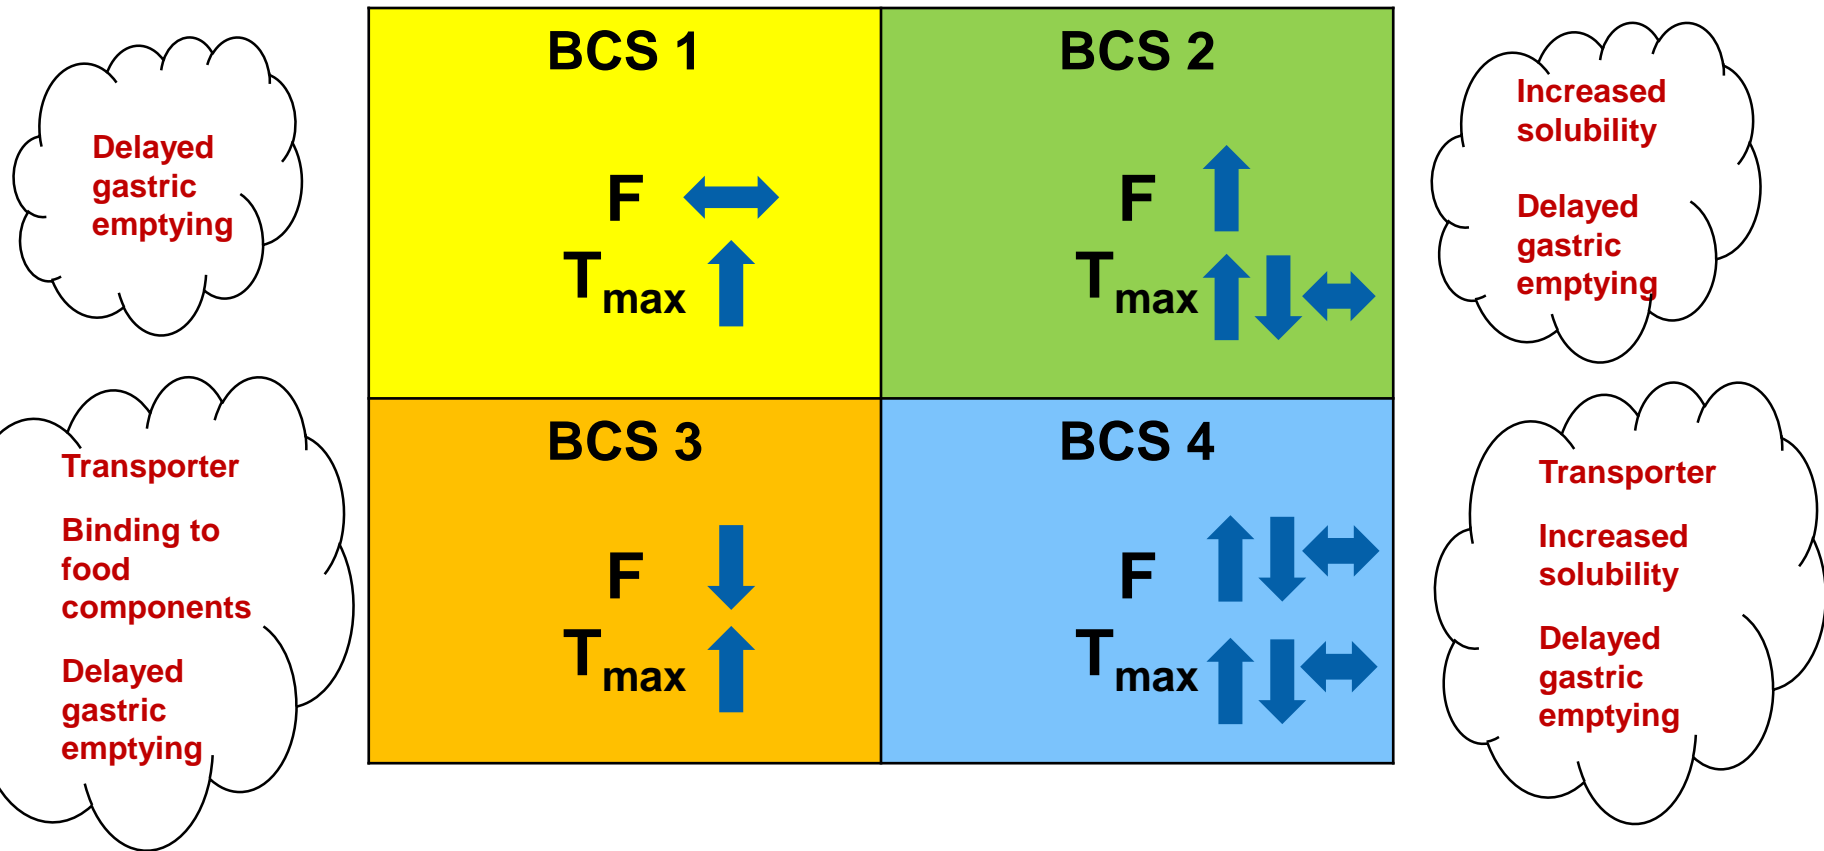 Delayed
gastric
emptying
BCS 1
F
Tmax
BCS 2
F
Tmax
Increased
solubility
Delayed
gastric
emptying
Transporter
Binding to
food
components
Delayed
gastric
emptying
BCS 3
F
Tmax
BCS 4
F
Tmax
Transporter
Increased
solubility
Delayed
gastric
emptying